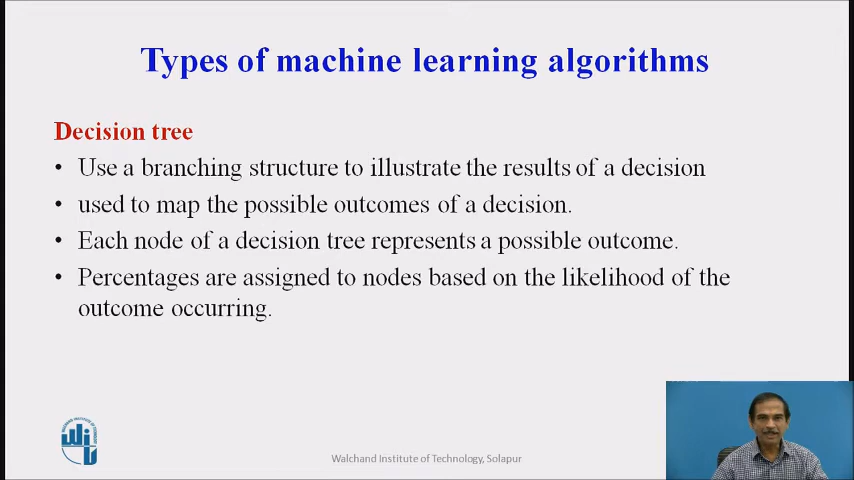 Types of machine learning algorithms
Decision tree
• Use a branching structure to illustrate the results of a decision
• used to map the possible outcomes of a decision.
• Each node of a decision tree represents a possible outcome.
• Percentages are assigned to nodes based on the likelihood of the
outcome occurring.
Walchand Institute of Technology, Solapur